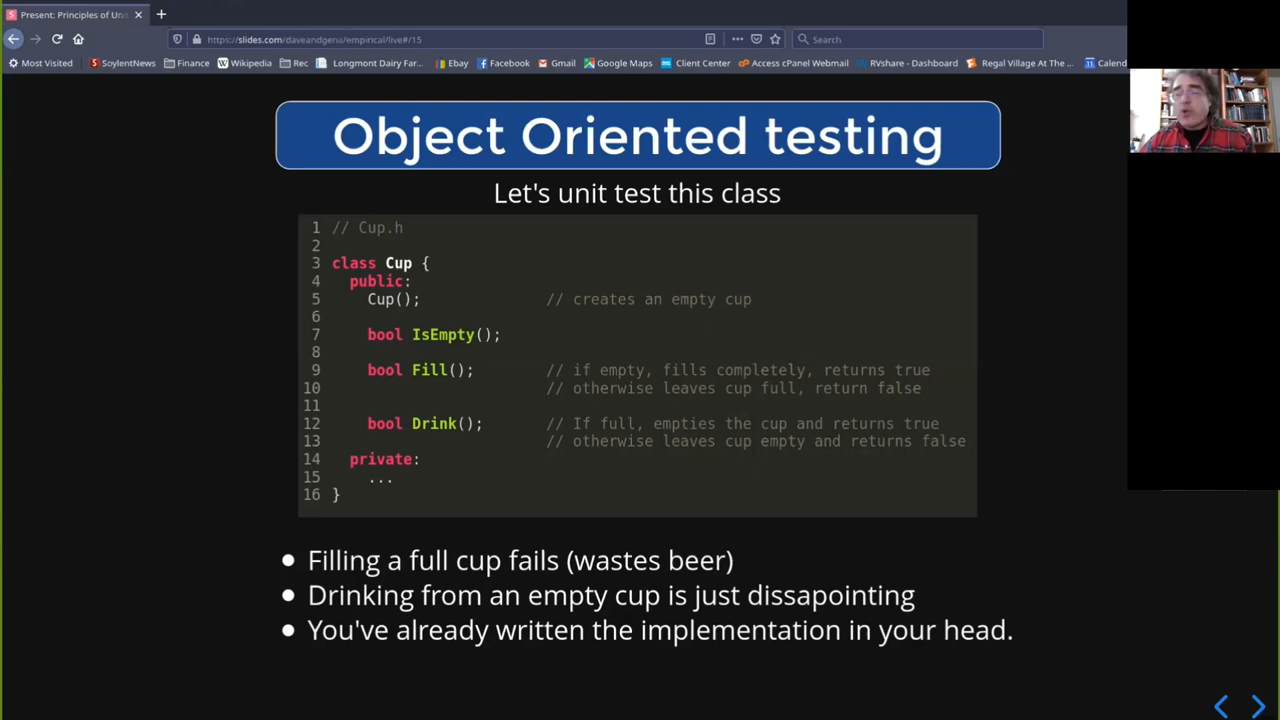 Present: Principles of Uni
https://slides.com/daveandgena/empirical/live#/15
Search
Most Visited
SoylentNews
Finance
Wikipedia
Rec
Longmont Dairy Far...
Ebay
Facebook
Gmail
Google Maps
Client Center
Access cPanel Webmail
RVshare - Dashboard
Regal Village At The ...
Calend
Object Oriented testing
Let's unit test this class
1 // Cup.h
2
3 class Cup {
4 public:
5 Cup(); // creates an empty cup
6
7 bool IsEmpty();
8
9 bool Fill(); // if empty, fills completely, returns true
10 // otherwise leaves cup full, return false
11
12 bool Drink(); // If full, empties the cup and returns true
13 // otherwise leaves cup empty and returns false
14 private:
15 ...
16 }
• Filling a full cup fails (wastes beer)
• Drinking from an empty cup is just dissapointing
• You've already written the implementation in your head.